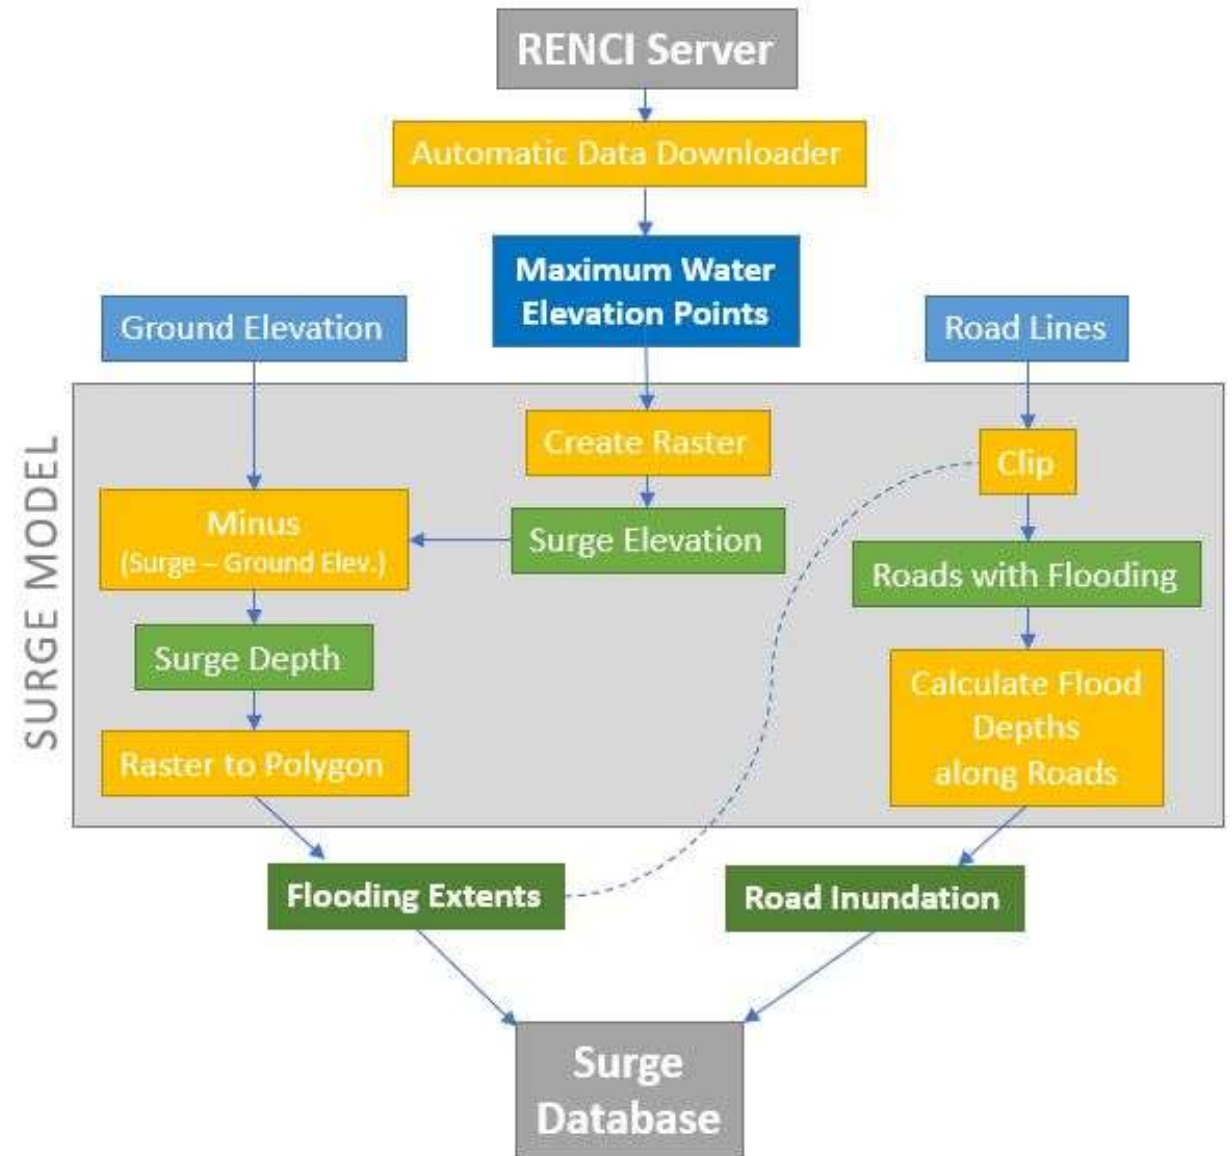 RENCI Server
Automatic Data Downloader
Maximum Water
Elevation Points
Ground Elevation
Road Lines
SURGE MODEL
Create Raster
Clip
Minus
(Surge – Ground Elev.)
Surge Elevation
Roads with Flooding
Surge Depth
Calculate Flood
Depths
along Roads
Raster to Polygon
Flooding Extents
Road Inundation
Surge
Database